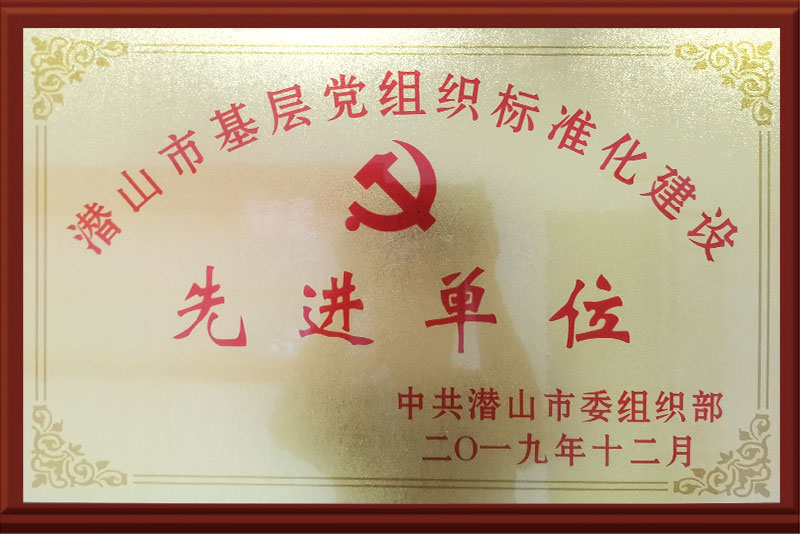 潜山市基层党组织标准化建设
先进单位
中共潜山市委组织部
二〇一九年十二月